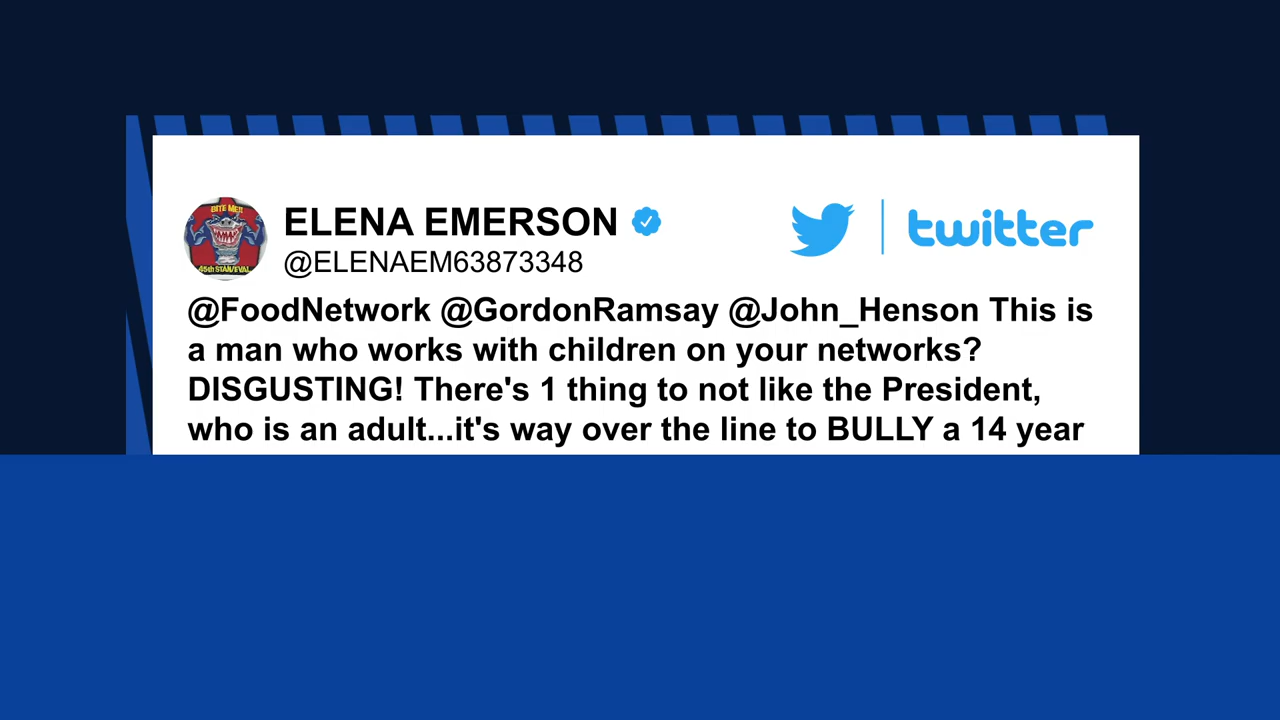 BITE ME!!
45th STAN/EVAL
ELENA EMERSON
@ELENAEM63873348
twitter
@FoodNetwork @GordonRamsay @John_Henson This is
a man who works with children on your networks?
DISGUSTING! There's 1 thing to not like the President,
who is an adult...it's way over the line to BULLY a 14 year